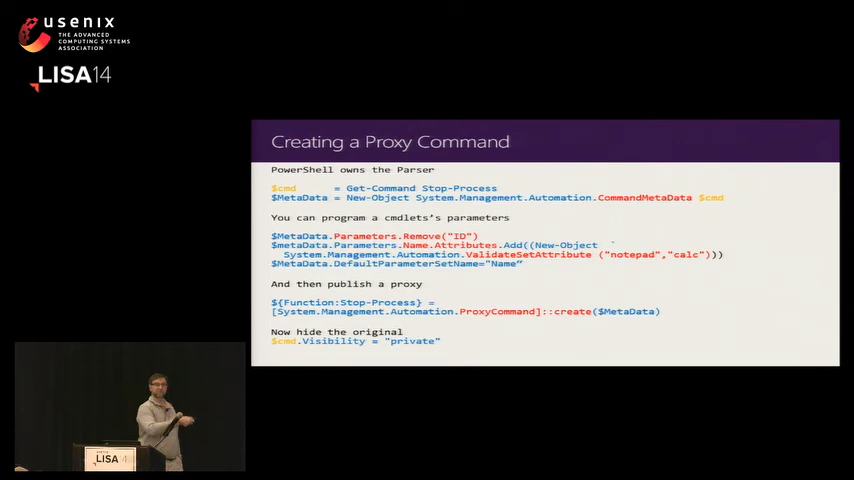 usenix
THE ADVANCED
COMPUTING SYSTEMS
ASSOCIATION
LISA14
Creating a Proxy Command
PowerShell owns the Parser
$cmd = Get-Command Stop-Process
$MetaData = New-Object System.Management.Automation.CommandMetaData $cmd
You can program a cmdlets's parameters
$MetaData.Parameters.Remove("ID")
$metaData.Parameters.Name.Attributes.Add((New-Object `
System.Management.Automation.ValidateSetAttribute ("notepad","calc")))
$MetaData.DefaultParameterSetName="Name"
And then publish a proxy
${Function:Stop-Process} =
[System.Management.Automation.ProxyCommand]::create($MetaData)
Now hide the original
$cmd.Visibility = "private"
LISA